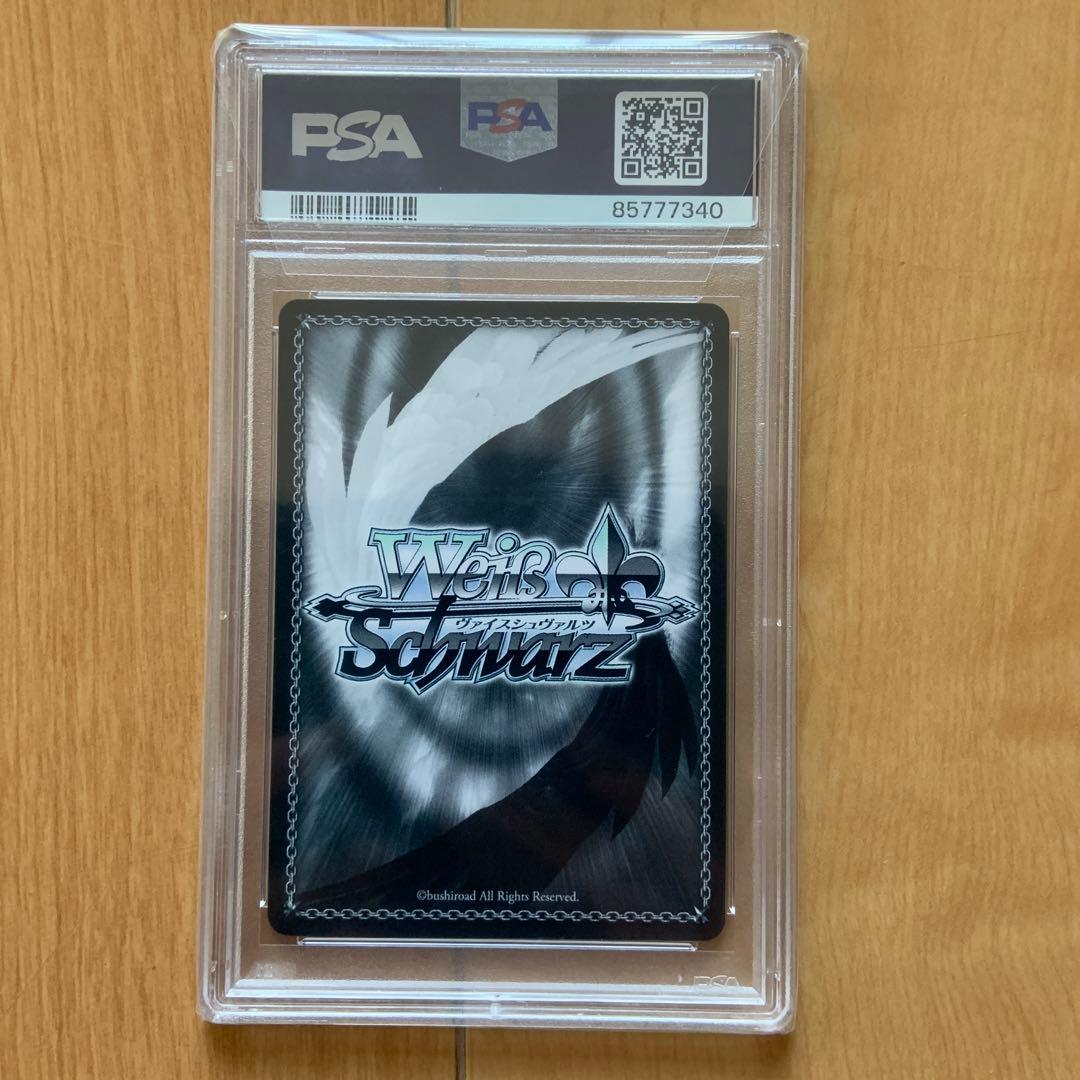 PSA
PSA
85777340
Weiß
ヴァイスシュヴァルツ
Schwarz
©bushiroad All Rights Reserved.
PSA